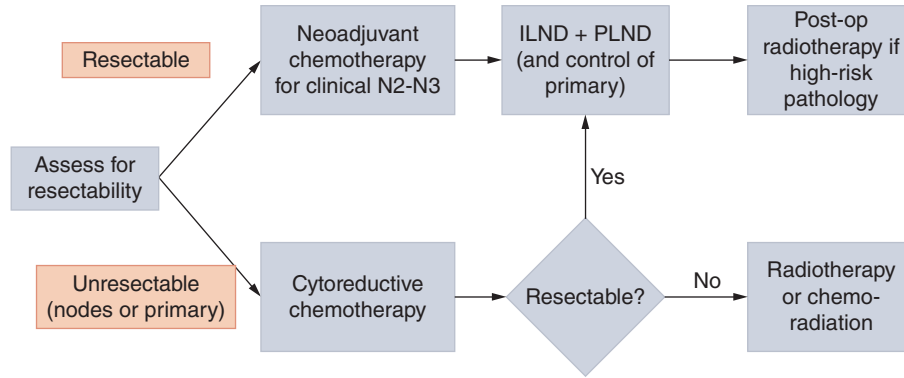 Resectable
Neoadjuvant
chemotherapy
for clinical N2-N3
ILND + PLND
(and control of
primary)
Post-op
radiotherapy if
high-risk
pathology
Assess for
resectability
Yes
Unresectable
(nodes or primary)
Cytoreductive
chemotherapy
Resectable?
No
Radiotherapy
or chemo-
radiation